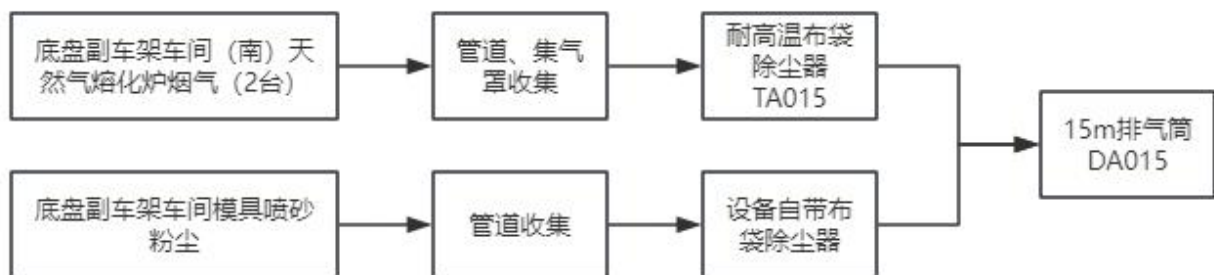 底盘副车架车间（南）天
然气熔化炉烟气（2台）
管道、集气
罩收集
耐高温布袋
除尘器
TA015
15m排气筒
DA015
底盘副车架车间模具喷砂
粉尘
管道收集
设备自带布
袋除尘器